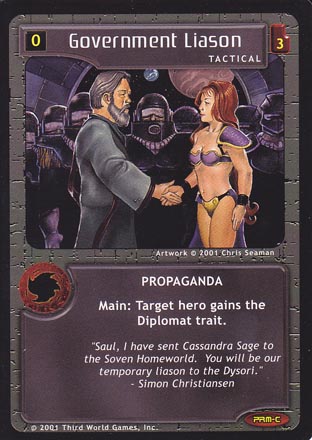 0
Government Liason
3
TACTICAL
Artwork © 2001 Chris Seaman
PROPAGANDA
Main: Target hero gains the
Diplomat trait.
"Saul, I have sent Cassandra Sage to
the Soven Homeworld. You will be our
temporary liason to the Dysori."
- Simon Christiansen
PRM-C
© 2001 Third World Games, Inc.